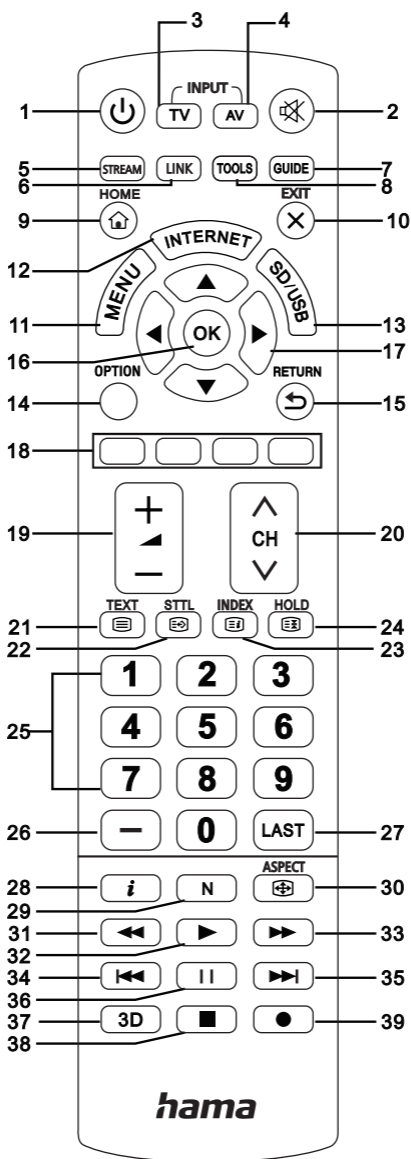 3 4
INPUT
1 TV AV 2
5 STREAM LINK TOOLS GUIDE 7
6 8
HOME EXIT
9 10
12 INTERNET
MENU SD/USB
11 13
16 OK 17
OPTION RETURN
14 15
18
+
19 CH 20
−
TEXT STTL INDEX HOLD
21 24
22 23
1 2 3
25 4 5 6
7 8 9
26 − 0 LAST 27
ASPECT
28 i N 30
29
31 33
32
34 35
36
37 3D 39
38
hama